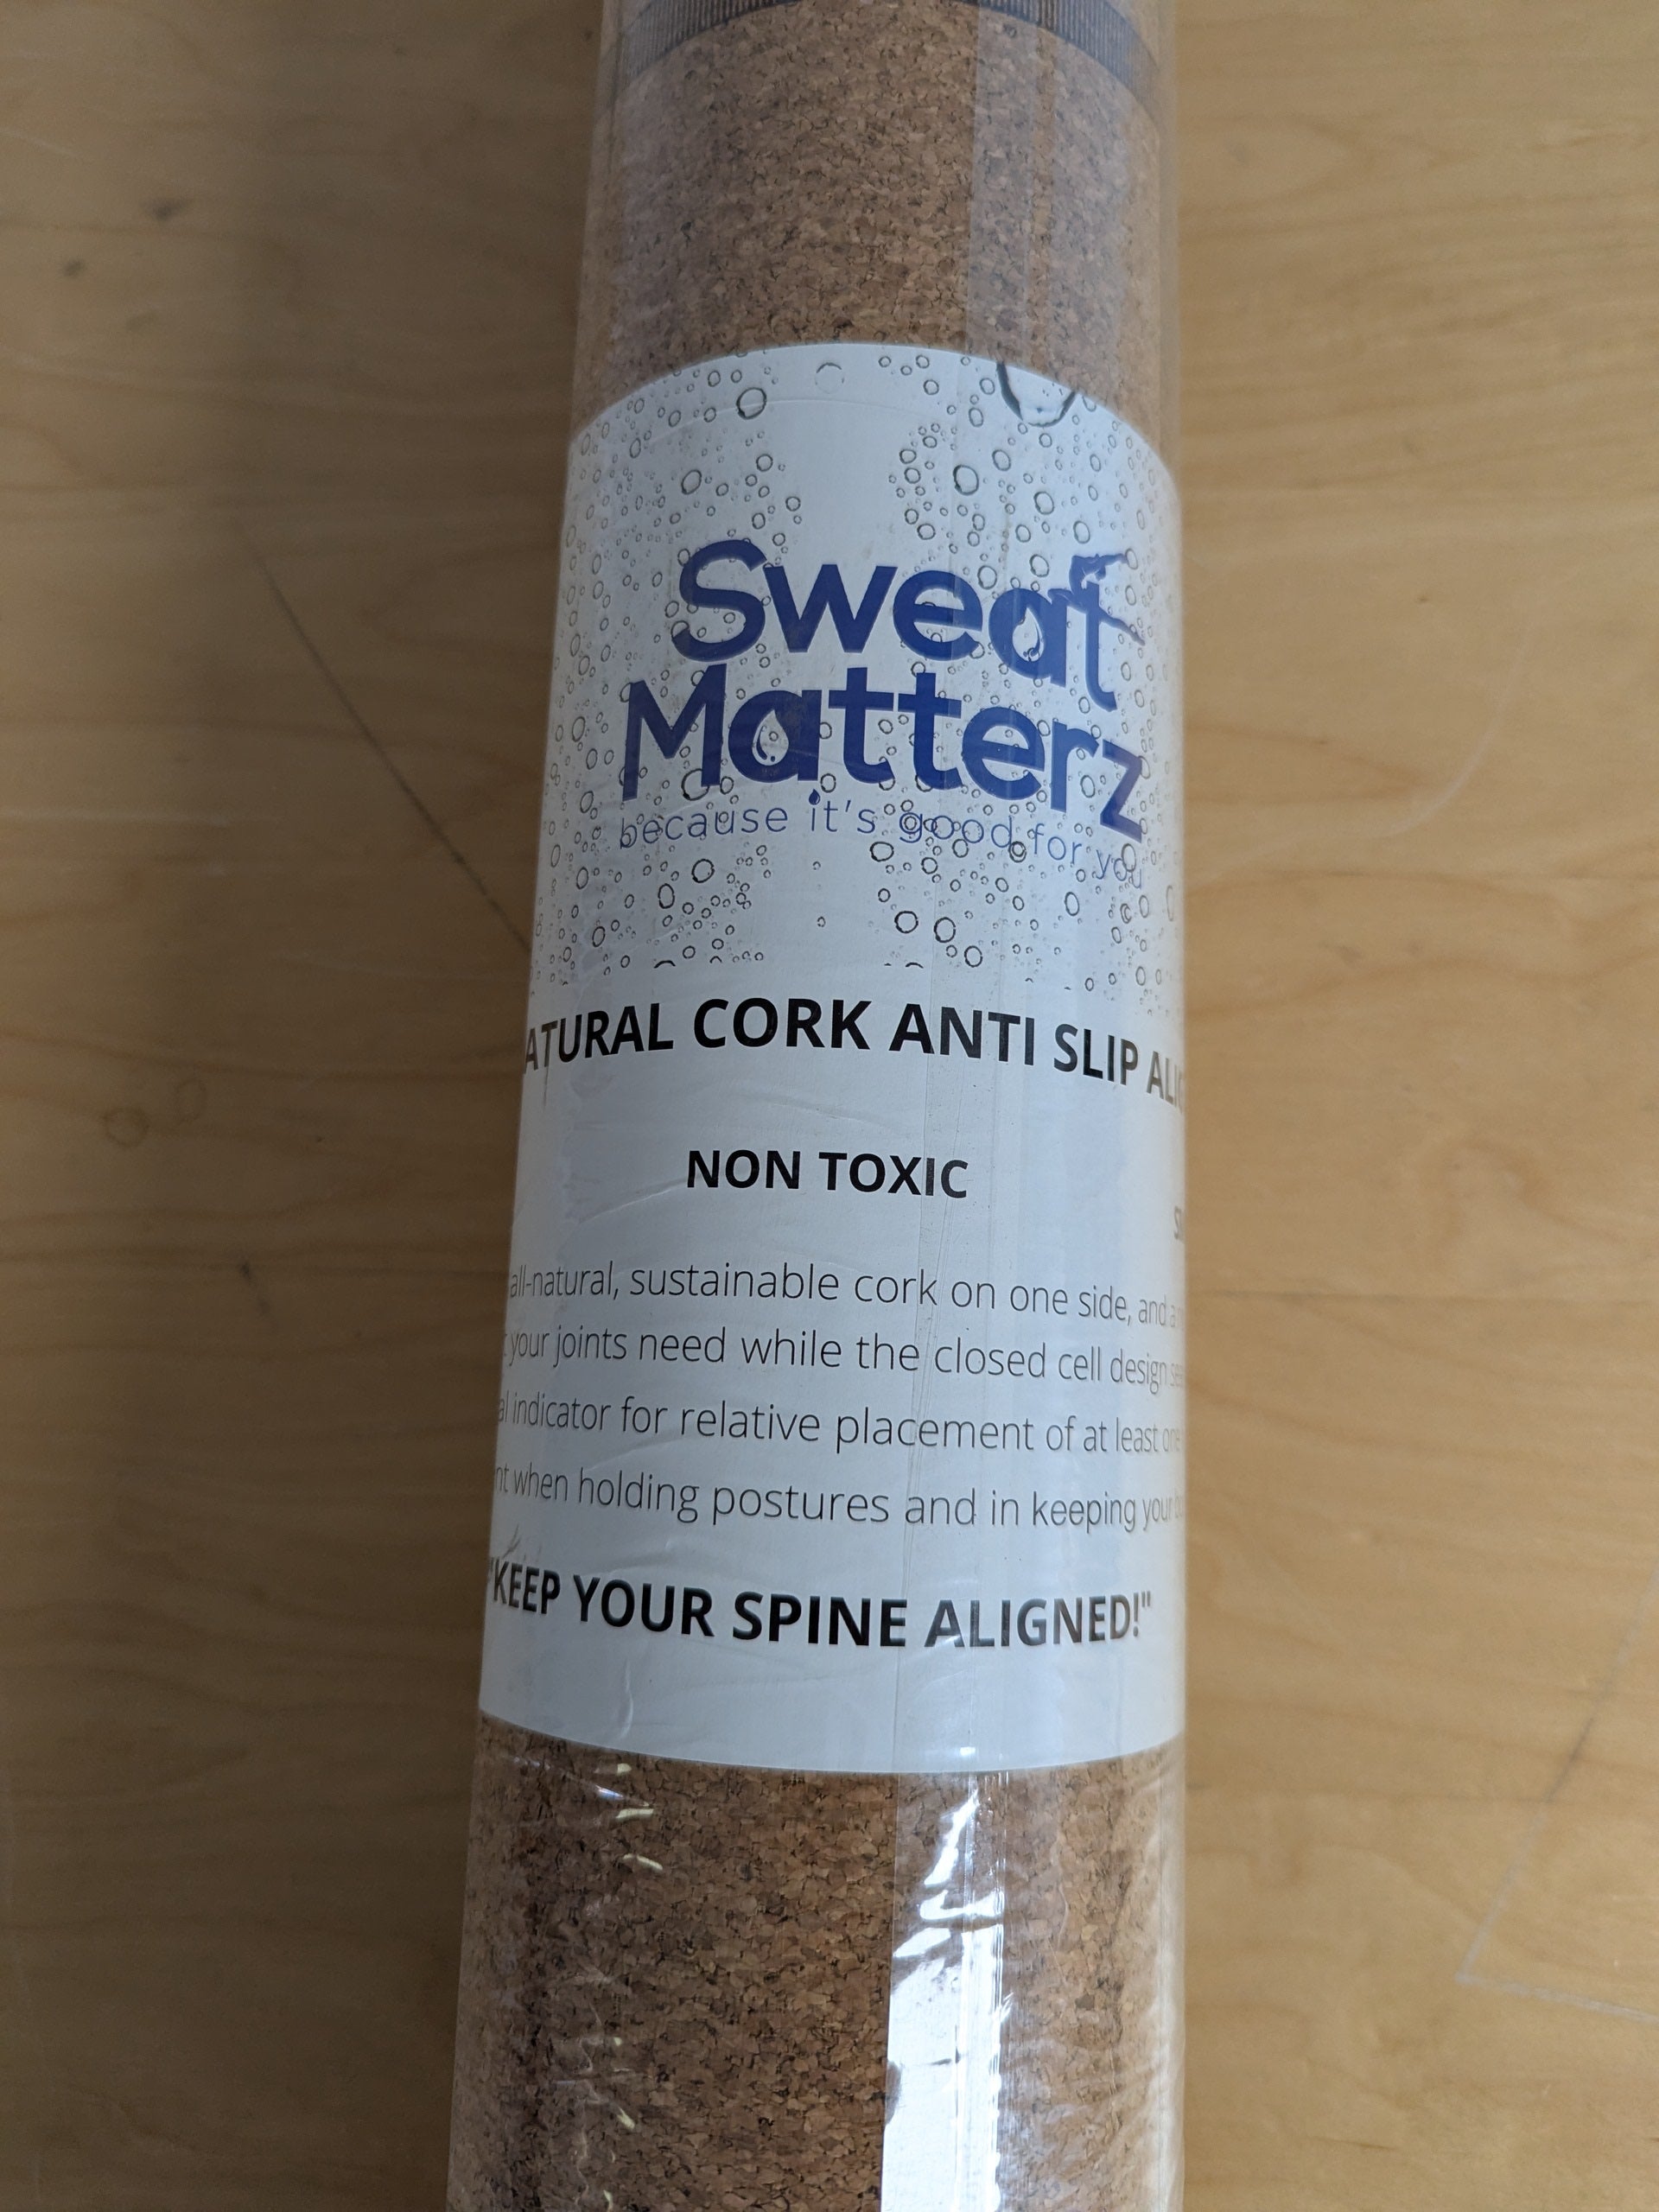 Sweat
Matterz
because it's good for you
ATURAL CORK ANTI SLIP
NON TOXIC
all-natural, sustainable cork on one side, and
your joints need while the closed cell design
indicator for relative placement of at least one
when holding postures and in keeping your
"KEEP YOUR SPINE ALIGNED!"